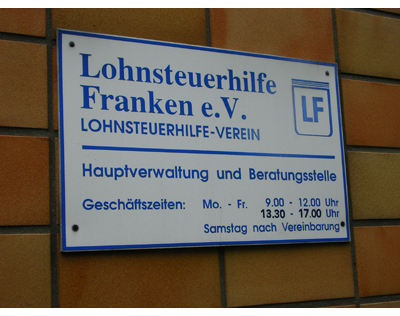 Lohnsteuerhilfe
Franken e.V.
LF
LOHNSTEUERHILFE-VEREIN
Hauptverwaltung und Beratungsstelle
Geschäftszeiten: Mo. - Fr. 9.00 - 12.00 Uhr
13.30 - 17.00 Uhr
Samstag nach Vereinbarung